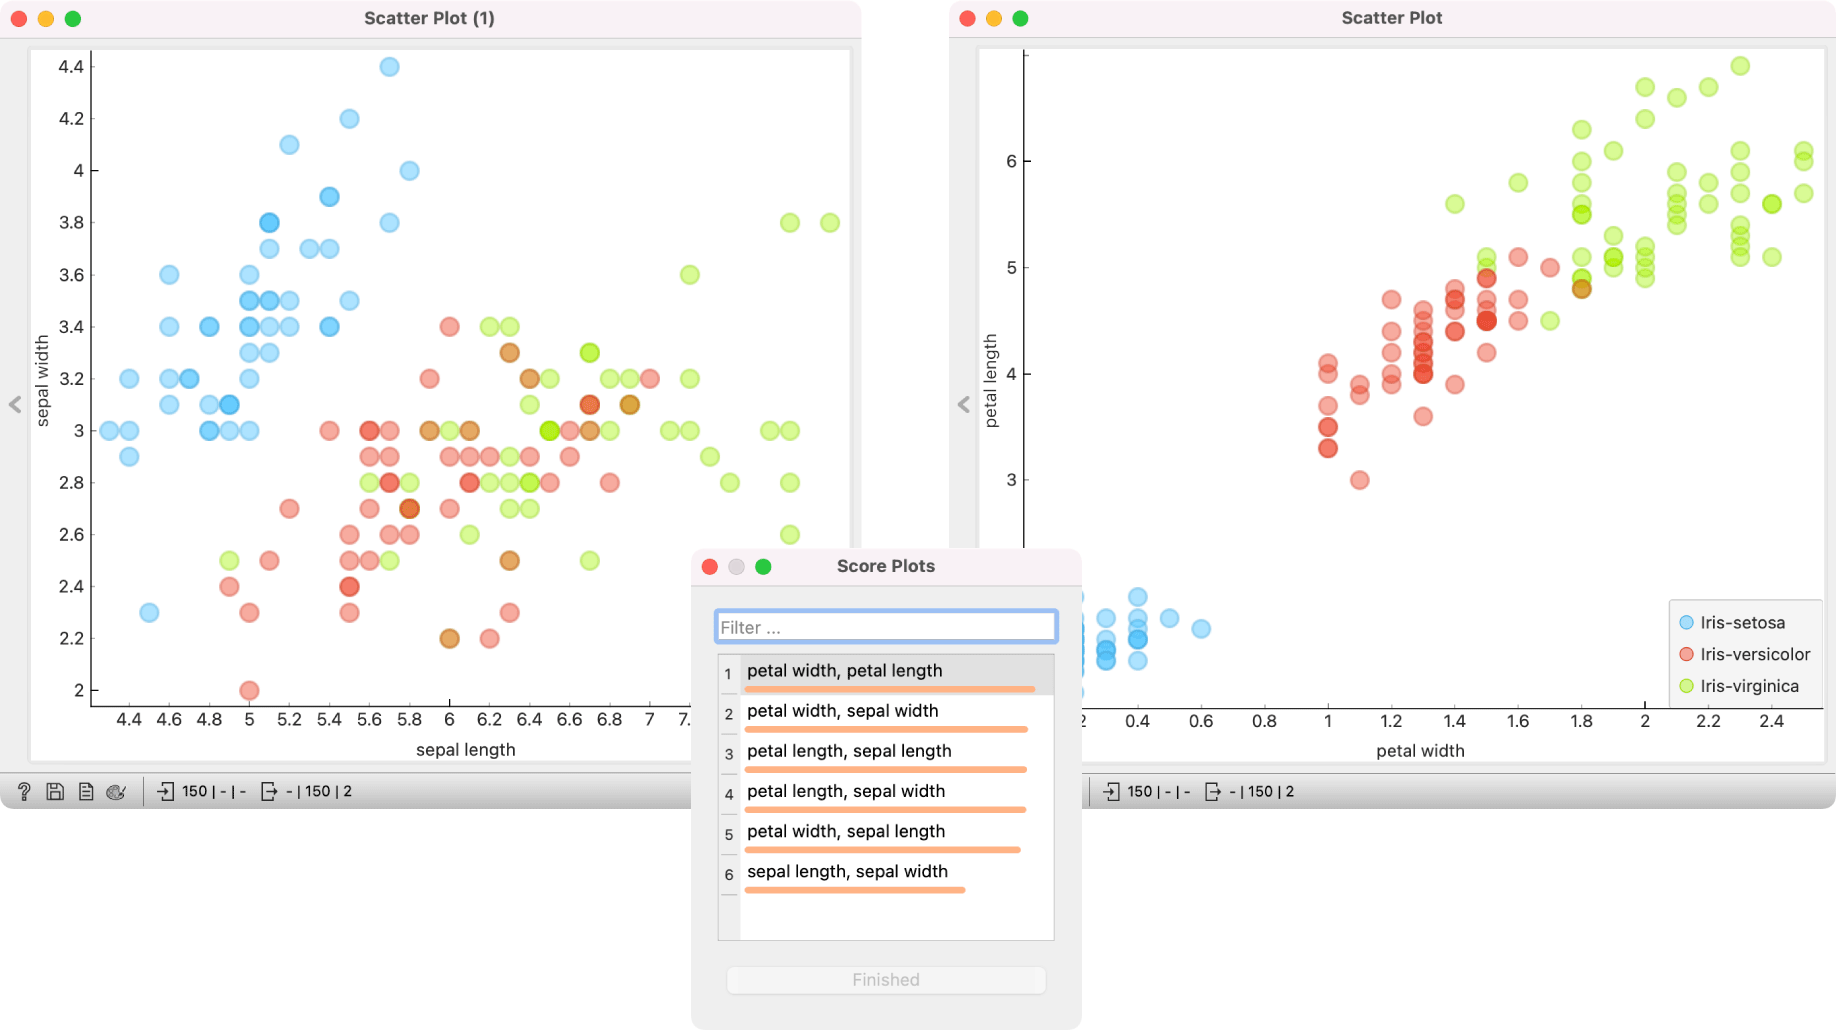 Scatter Plot (1)
4.4
4.2
4
3.8
3.6
3.4
3.2
3
2.8
2.6
2.4
2.2
2
sepal width
4.4 4.6 4.8 5 5.2 5.4 5.6 5.8 6 6.2 6.4 6.6 6.8 7 7.
sepal length
? 150 | - | - - | 150 | 2
Scatter Plot
6
5
4
3
petal length
Iris-setosa
Iris-versicolor
Iris-virginica
2 0.4 0.6 0.8 1 1.2 1.4 1.6 1.8 2 2.2 2.4
petal width
150 | - | - - | 150 | 2
Score Plots
Filter ...
1 petal width, petal length
2 petal width, sepal width
3 petal length, sepal length
4 petal length, sepal width
5 petal width, sepal length
6 sepal length, sepal width
Finished